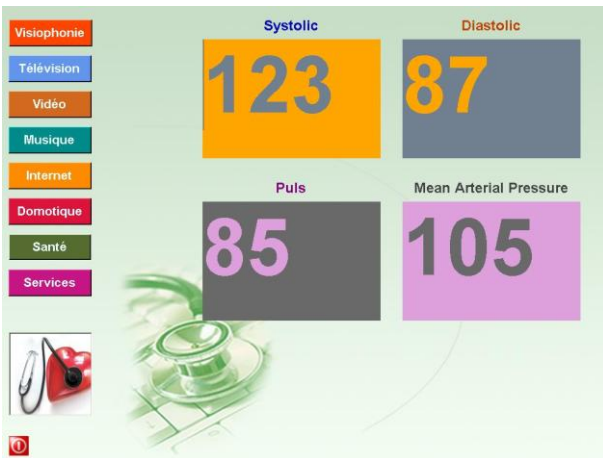 Visiophonie
Télévision
Vidéo
Musique
Internet
Domotique
Santé
Services
Systolic
123
Diastolic
87
Puls
85
Mean Arterial Pressure
105